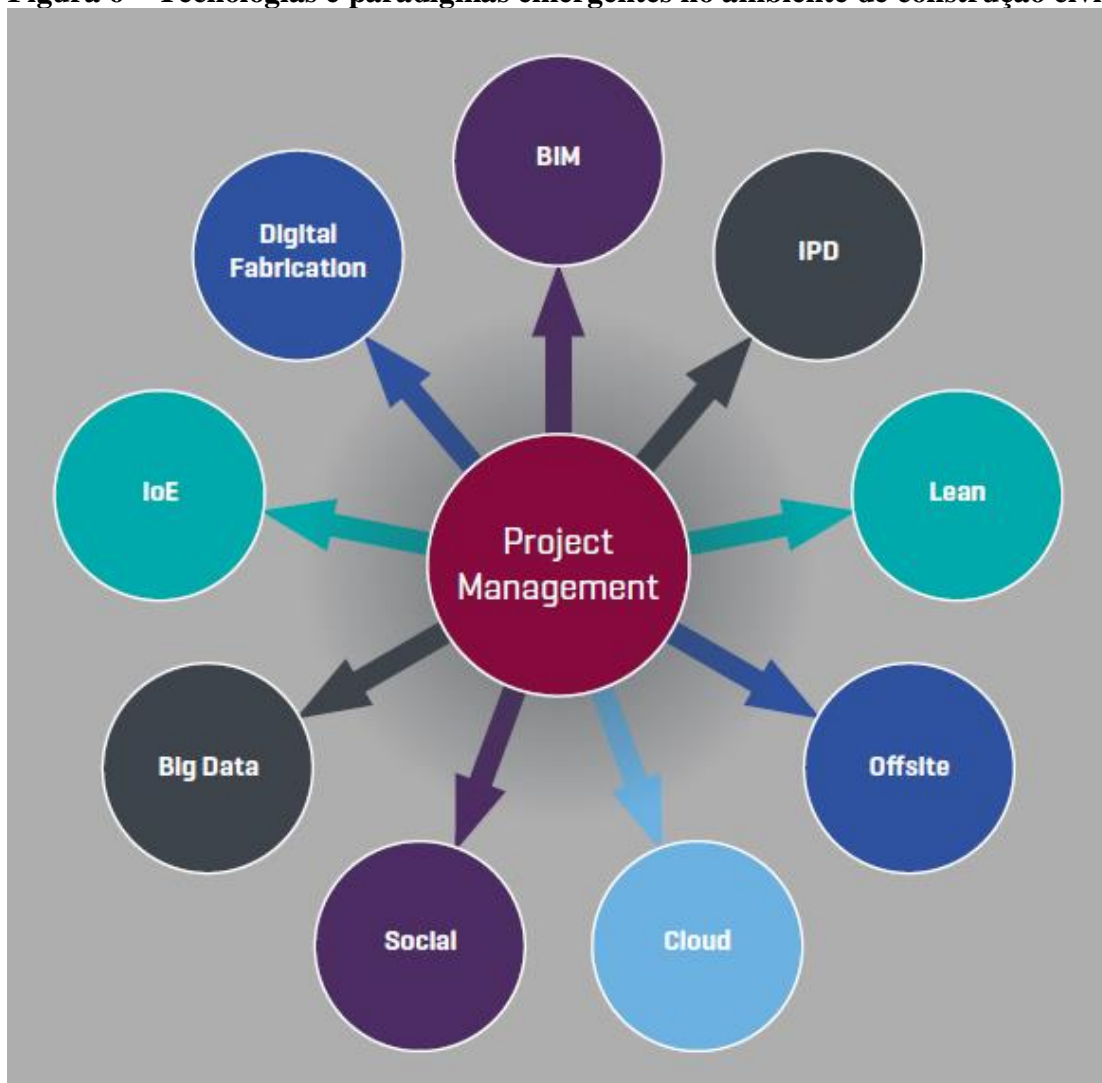 Figura 6 – Tecnologias e paradigmas emergentes no ambiente de construção
BIM
IPD
Digital
Fabrication
IoE
Lean
Project
Management
Big Data
Offsite
Social
Cloud